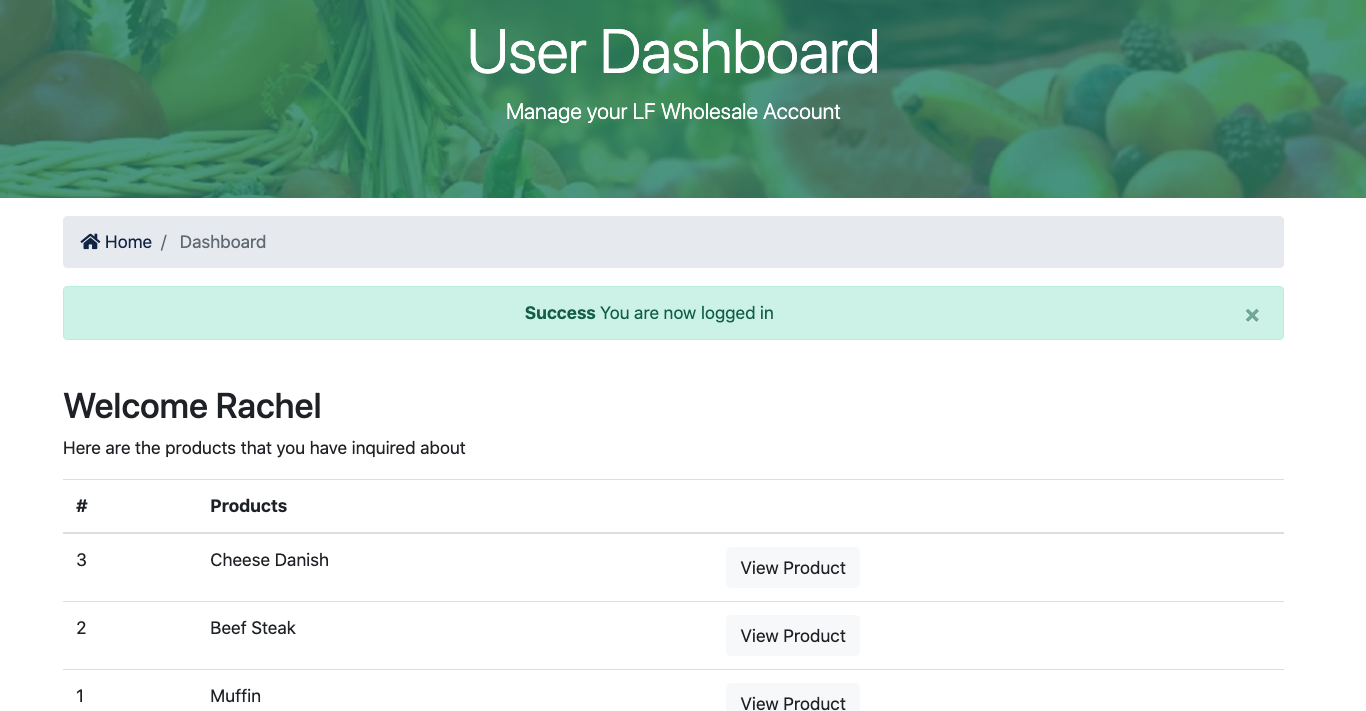 User Dashboard
Manage your LF Wholesale Account
Home / Dashboard
Success You are now logged in ×
Welcome Rachel
Here are the products that you have inquired about
# Products
3 Cheese Danish View Product
2 Beef Steak View Product
1 Muffin View Product